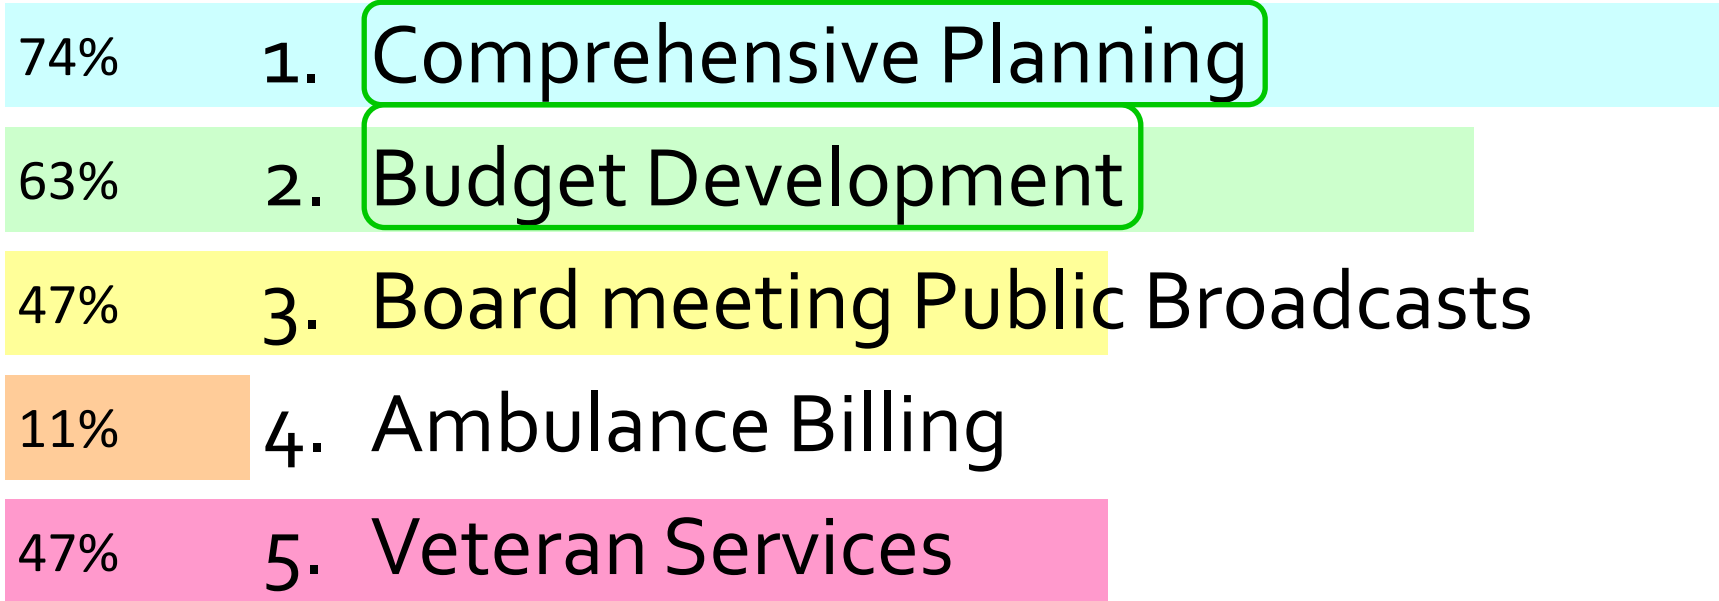 74% 1. Comprehensive Planning
63% 2. Budget Development
47% 3. Board meeting Public Broadcasts
11% 4. Ambulance Billing
47% 5. Veteran Services